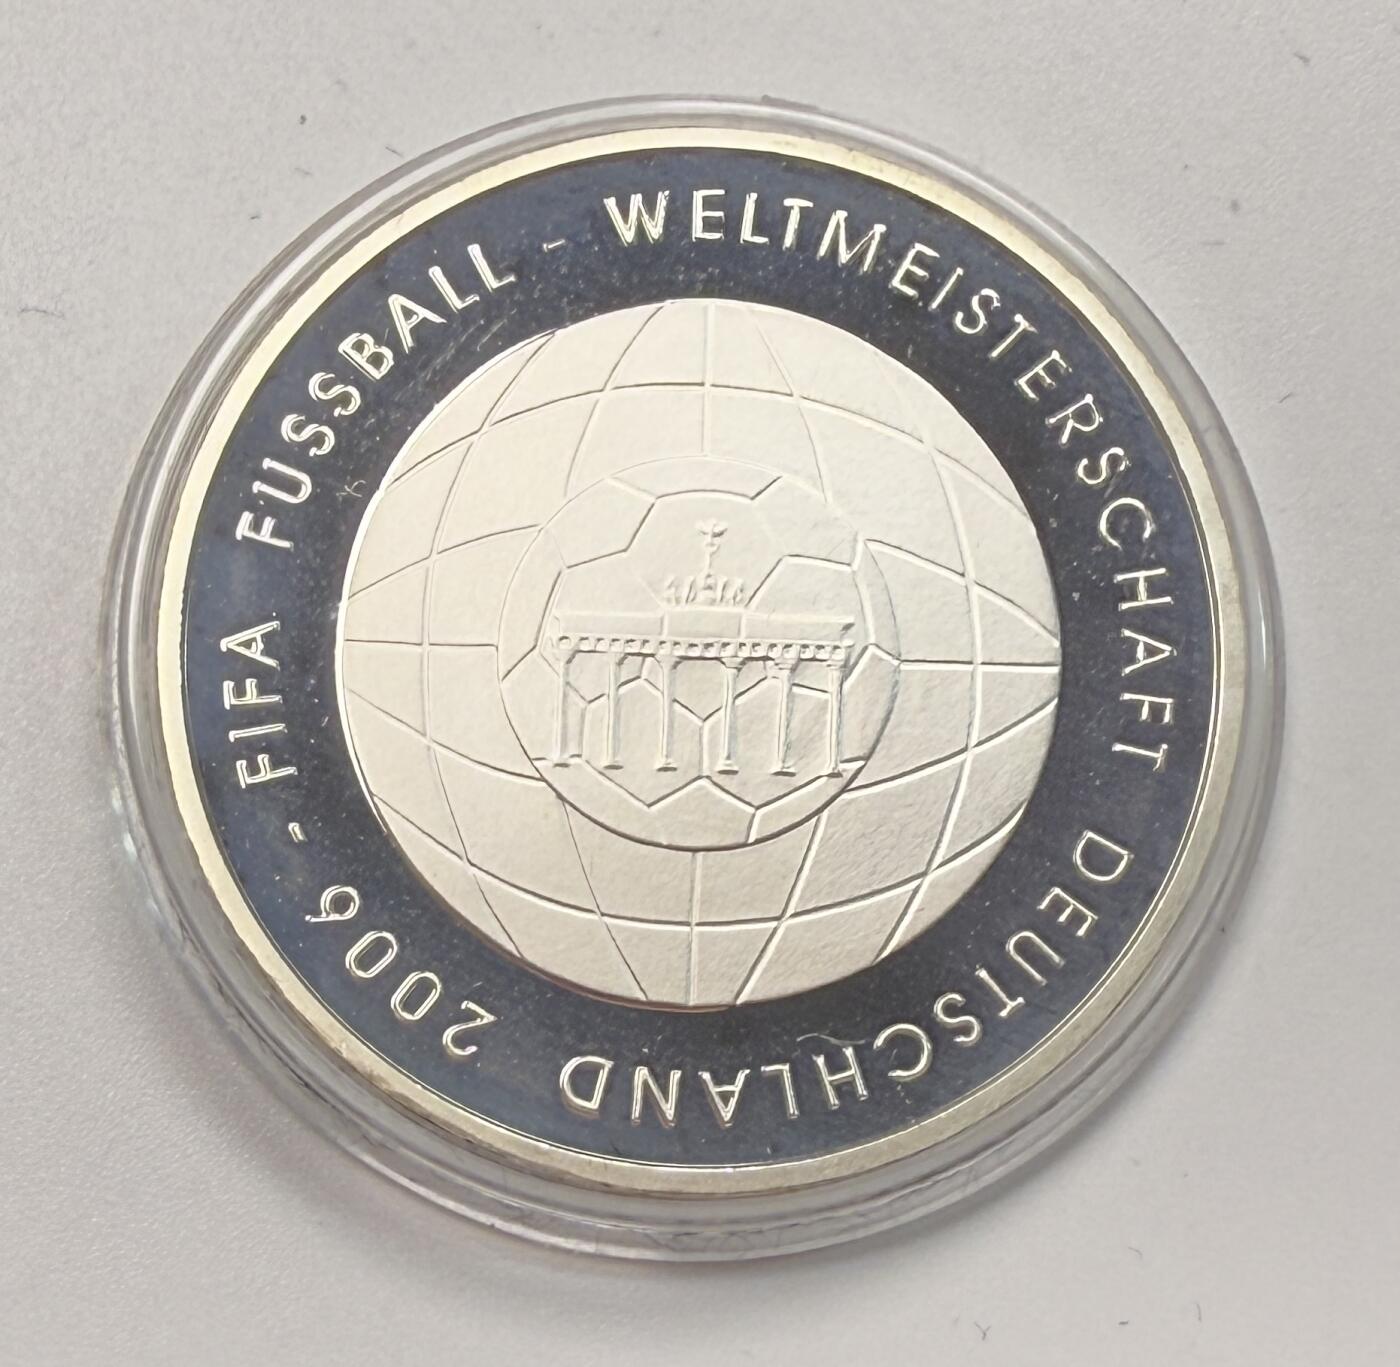 FIFA FUSSBALL - WELTMEISTERSCHAFT DEUTSCHLAND 2006 -